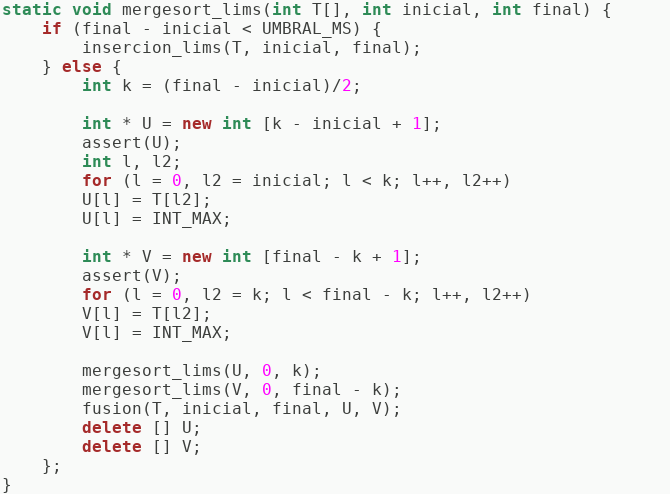 static void mergesort_lims(int T[], int inicial, int final) {
    if (final - inicial < UMBRAL_MS) {
        insercion_lims(T, inicial, final);
    } else {
        int k = (final - inicial)/2;

        int * U = new int [k - inicial + 1];
        assert(U);
        int l, l2;
        for (l = 0, l2 = inicial; l < k; l++, l2++)
        U[l] = T[l2];
        U[l] = INT_MAX;

        int * V = new int [final - k + 1];
        assert(V);
        for (l = 0, l2 = k; l < final - k; l++, l2++)
        V[l] = T[l2];
        V[l] = INT_MAX;

        mergesort_lims(U, 0, k);
        mergesort_lims(V, 0, final - k);
        fusion(T, inicial, final, U, V);
        delete [] U;
        delete [] V;
    };
}